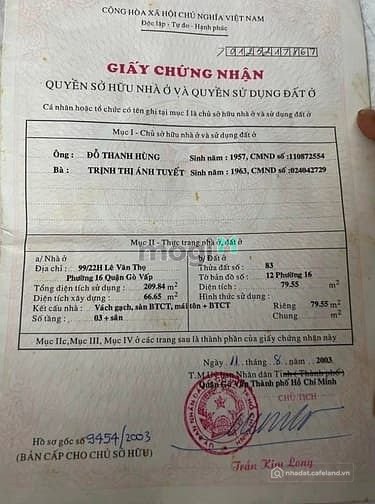 CỘNG HÒA XÃ HỘI CHỦ NGHĨA VIỆT NAM
Độc lập - Tự do - Hạnh phúc
GIẤY CHỨNG NHẬN
QUYỀN SỞ HỮU NHÀ Ở VÀ QUYỀN SỬ DỤNG ĐẤT Ở
Cá nhân hoặc tổ chức có tên ghi tại mục I là chủ sở hữu nhà ở và sử dụng đất ở
Mục I - Chủ sở hữu nhà ở và sử dụng đất ở
Ông : ĐỖ THANH HÙNG Sinh năm : 1957, CMND số :110872554
Bà : TRỊNH THỊ ÁNH TUYẾT Sinh năm : 1963, CMND số :024042729
Mục II - Thực trạng nhà ở, đất ở
a/ Nhà ở b/ Đất ở
Địa chỉ : 99/22H Lê Văn Thọ Thửa đất số : 83
Phường 16 Quận Gò Vấp Tờ bản đồ số : 12 Phường 16
Tổng diện tích sử dụng : 209.84 m2 Diện tích : 79.55 m2
Diện tích xây dựng : 66.65 m2 Hình thức sử dụng :
Kết cấu nhà : Vách gạch, sàn BTCT, mái tôn + BTCT Riêng : 79.55 m2
Số tầng : 03 + sân Chung : m2
Mục IIc, Mục III, Mục IV ở các trang sau là thành phần của giấy chứng nhận này
Ngày 11 . 8 . 2003
T.M Uỷ ban Nhân dân Tỉnh (Thành phố)
Quận Gò Vấp Thành phố Hồ Chí Minh
CHỦ TỊCH
Hồ sơ gốc số 9454/2003
(BẢN CẤP CHO CHỦ SỞ HỮU)
Trần Kim Long
mogi
nhadat.cafeland.vn